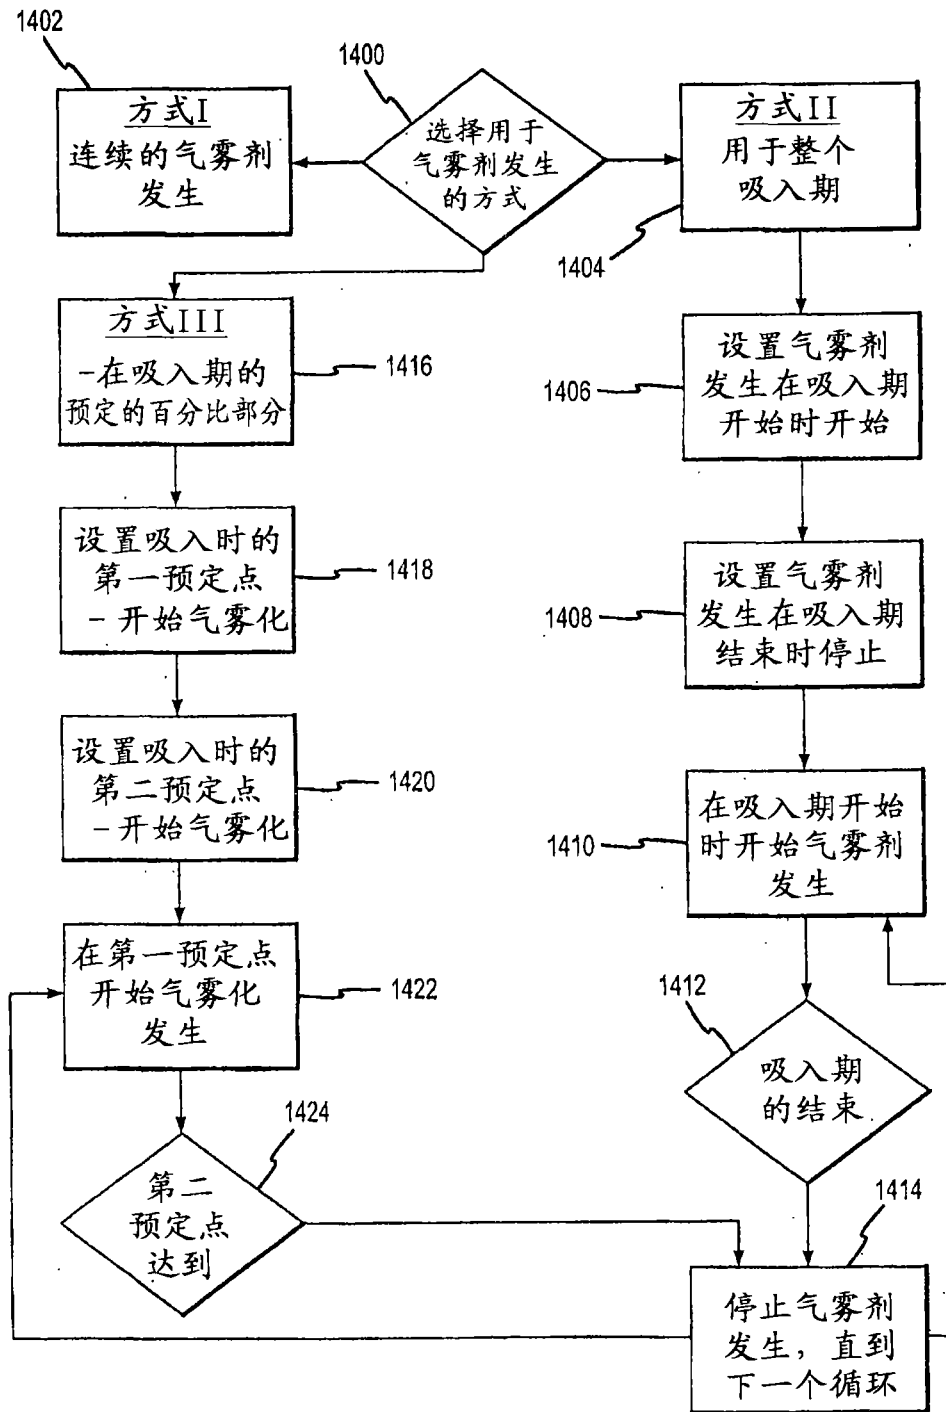 1402
1400
方式I
连续的气雾剂
发生
选择用于
气雾剂发生
的方式
方式II
用于整个
吸入期
1404
方式III
-在吸入期的
预定的百分比部分
1416
设置气雾剂
发生在吸入期
开始时开始
1406
设置吸入时的
第一预定点
-开始气雾化
1418
设置气雾剂
发生在吸入期
结束时停止
1408
设置吸入时的
第二预定点
-开始气雾化
1420
在吸入期开始
时开始气雾剂
发生
1410
在第一预定点
开始气雾化
发生
1422
1412
吸入期
的结束
1424
第二
预定点
达到
1414
停止气雾剂
发生，直到
下一个循环